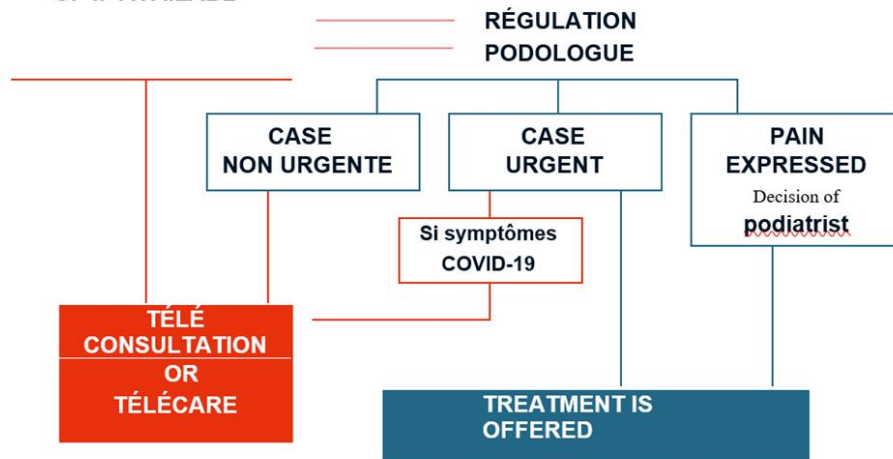 RÉGULATION
PODOLOGUE
CASE
NON URGENTE
CASE
URGENT
PAIN
EXPRESSED
Decision of
podiatrist
Si symptômes
COVID-19
TÉLÉ
CONSULTATION
OR
TÉLÉCARE
TREATMENT IS
OFFERED